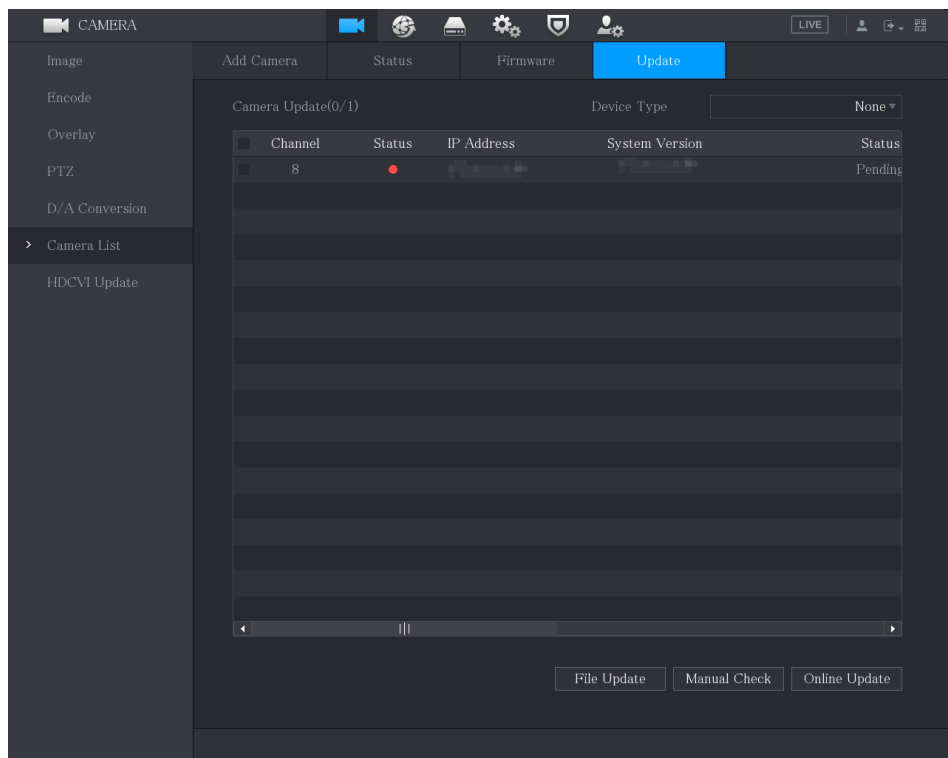 CAMERA LIVE
Image
Encode
Overlay
PTZ
D/A Conversion
Camera List
HDCVI Update
Add Camera Status Firmware Update
Camera Update(0/1) Device Type None
Channel Status IP Address System Version Status
8 Pending
File Update Manual Check Online Update